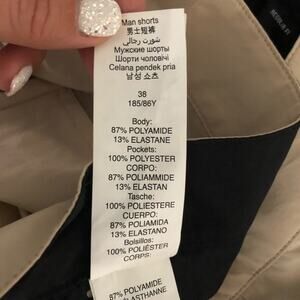 Man shorts
男士短裤
شورت رجالي
Мужские шорты
Шорти чоловічі
Celana pendek pria
남성 쇼츠
38
185/86Y
Body:
87% POLYAMIDE
13% ELASTANE
Pockets:
100% POLYESTER
CORPO:
87% POLIAMMIDE
13% ELASTAN
Tasche:
100% POLIESTERE
CUERPO:
87% POLIAMIDA
13% ELASTANO
Bolsillos:
100% POLIÉSTER
CORPS:
87% POLYAMIDE